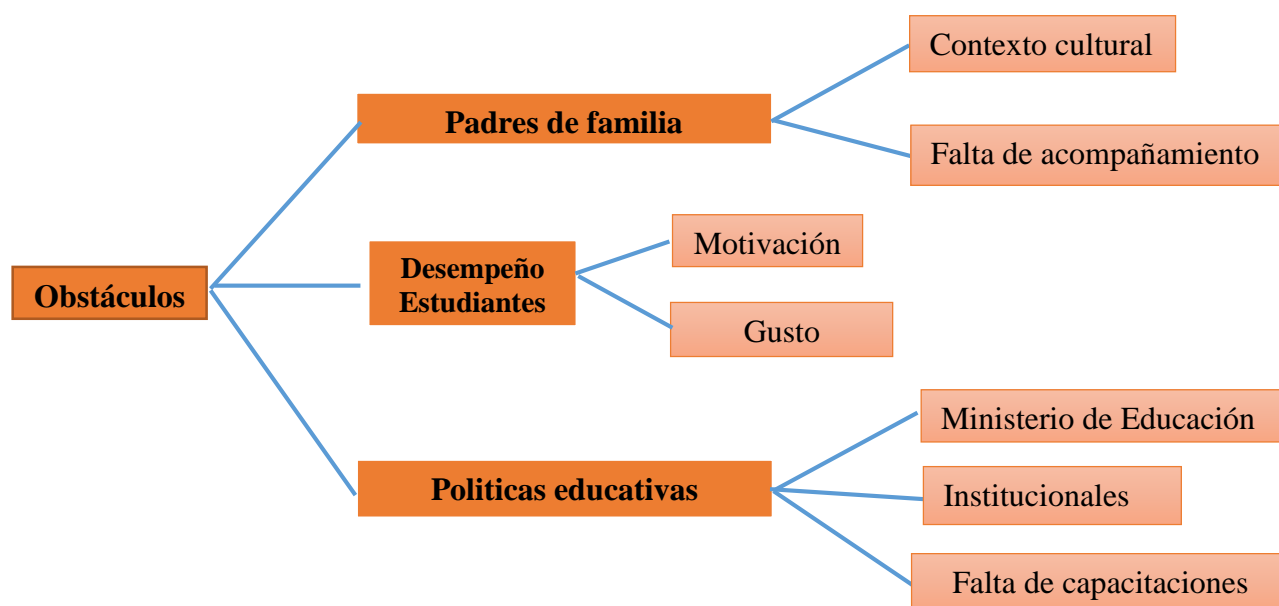 Obstáculos
Padres de familia
Contexto cultural
Falta de acompañamiento
Desempeño
Estudiantes
Motivación
Gusto
Politicas educativas
Ministerio de Educación
Institucionales
Falta de capacitaciones